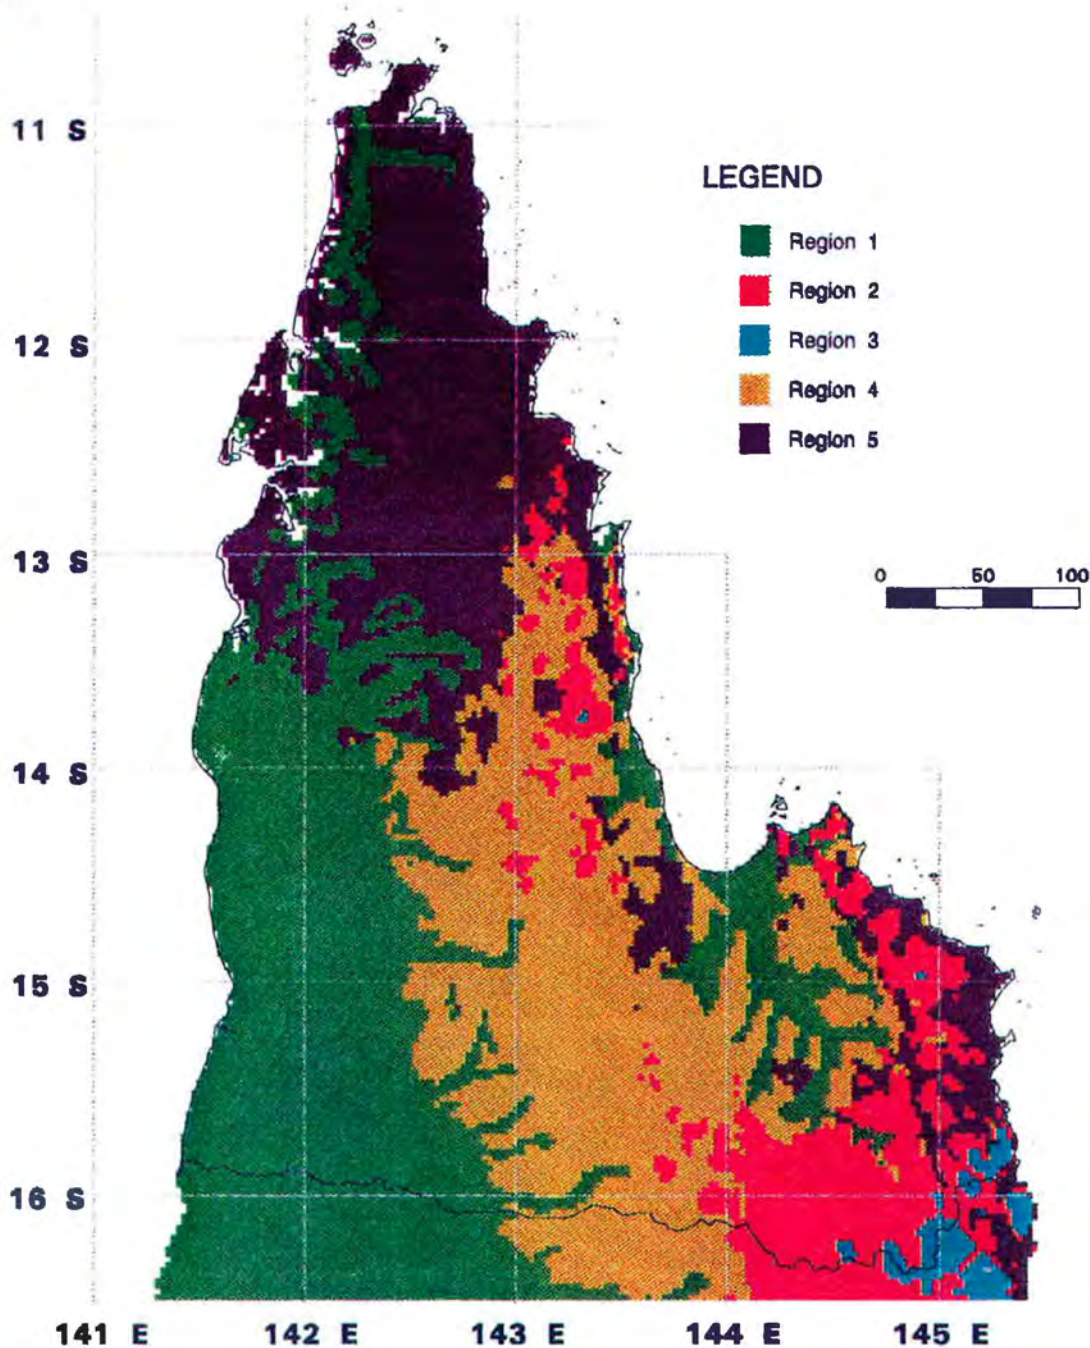 11 S
LEGEND
Region 1
Region 2
12 S
Region 3
Region 4
Region 5
13 S
0 50 100
14 S
15 S
16 S
141 E 142 E 143 E 144 E 145 E